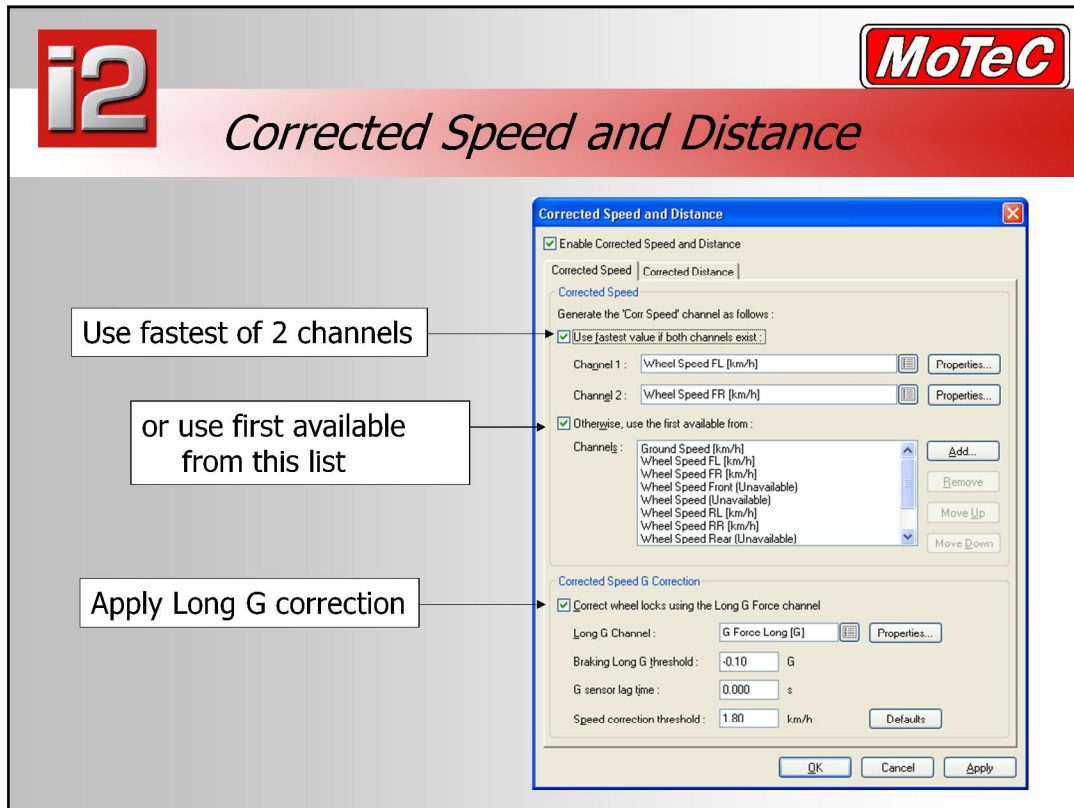 i2
MoTeC
Corrected Speed and Distance
Corrected Speed and Distance
Enable Corrected Speed and Distance
Corrected Speed
Corrected Distance
Corrected Speed
Generate the 'Corr Speed' channel as follows :
Use fastest of 2 channels
Use fastest value if both channels exist :
Channel 1 :
Wheel Speed FL [km/h]
Properties...
Channel 2 :
Wheel Speed FR [km/h]
Properties...
or use first available
from this list
Otherwise, use the first available from :
Channels :
Ground Speed [km/h]
Wheel Speed FL [km/h]
Wheel Speed FR [km/h]
Wheel Speed Front (Unavailable)
Wheel Speed (Unavailable)
Wheel Speed RL [km/h]
Wheel Speed RR [km/h]
Wheel Speed Rear (Unavailable)
Add...
Remove
Move Up
Move Down
Corrected Speed G Correction
Apply Long G correction
Correct wheel locks using the Long G Force channel
Long G Channel :
G Force Long [G]
Properties...
Braking Long G threshold :
-0.10
G
G sensor lag time :
0.000
s
Speed correction threshold :
1.80
km/h
Defaults
OK
Cancel
Apply